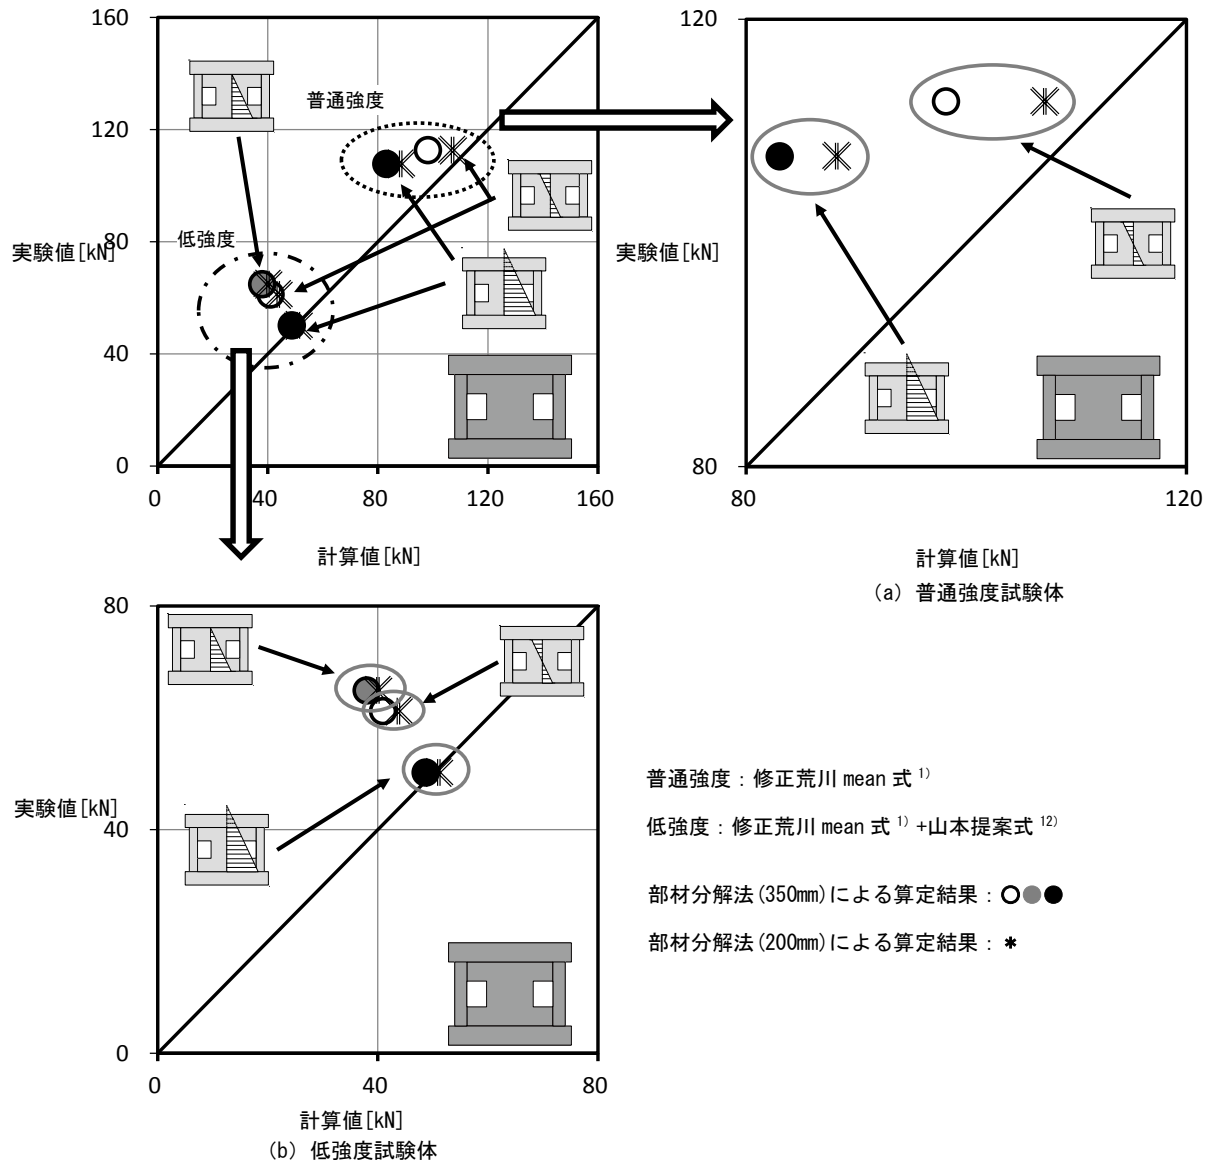 160
120
80
40
0
0
40
80
120
160
実験値[kN]
計算値[kN]
普通強度
低強度
120
80
80
120
実験値[kN]
計算値[kN]
(a) 普通強度試験体
80
40
0
0
40
80
実験値[kN]
計算値[kN]
(b) 低強度試験体
普通強度：修正荒川 mean 式 1)
低強度：修正荒川 mean 式 1) +山本提案式 12)
部材分解法(350mm)による算定結果：○●●
部材分解法(200mm)による算定結果：*